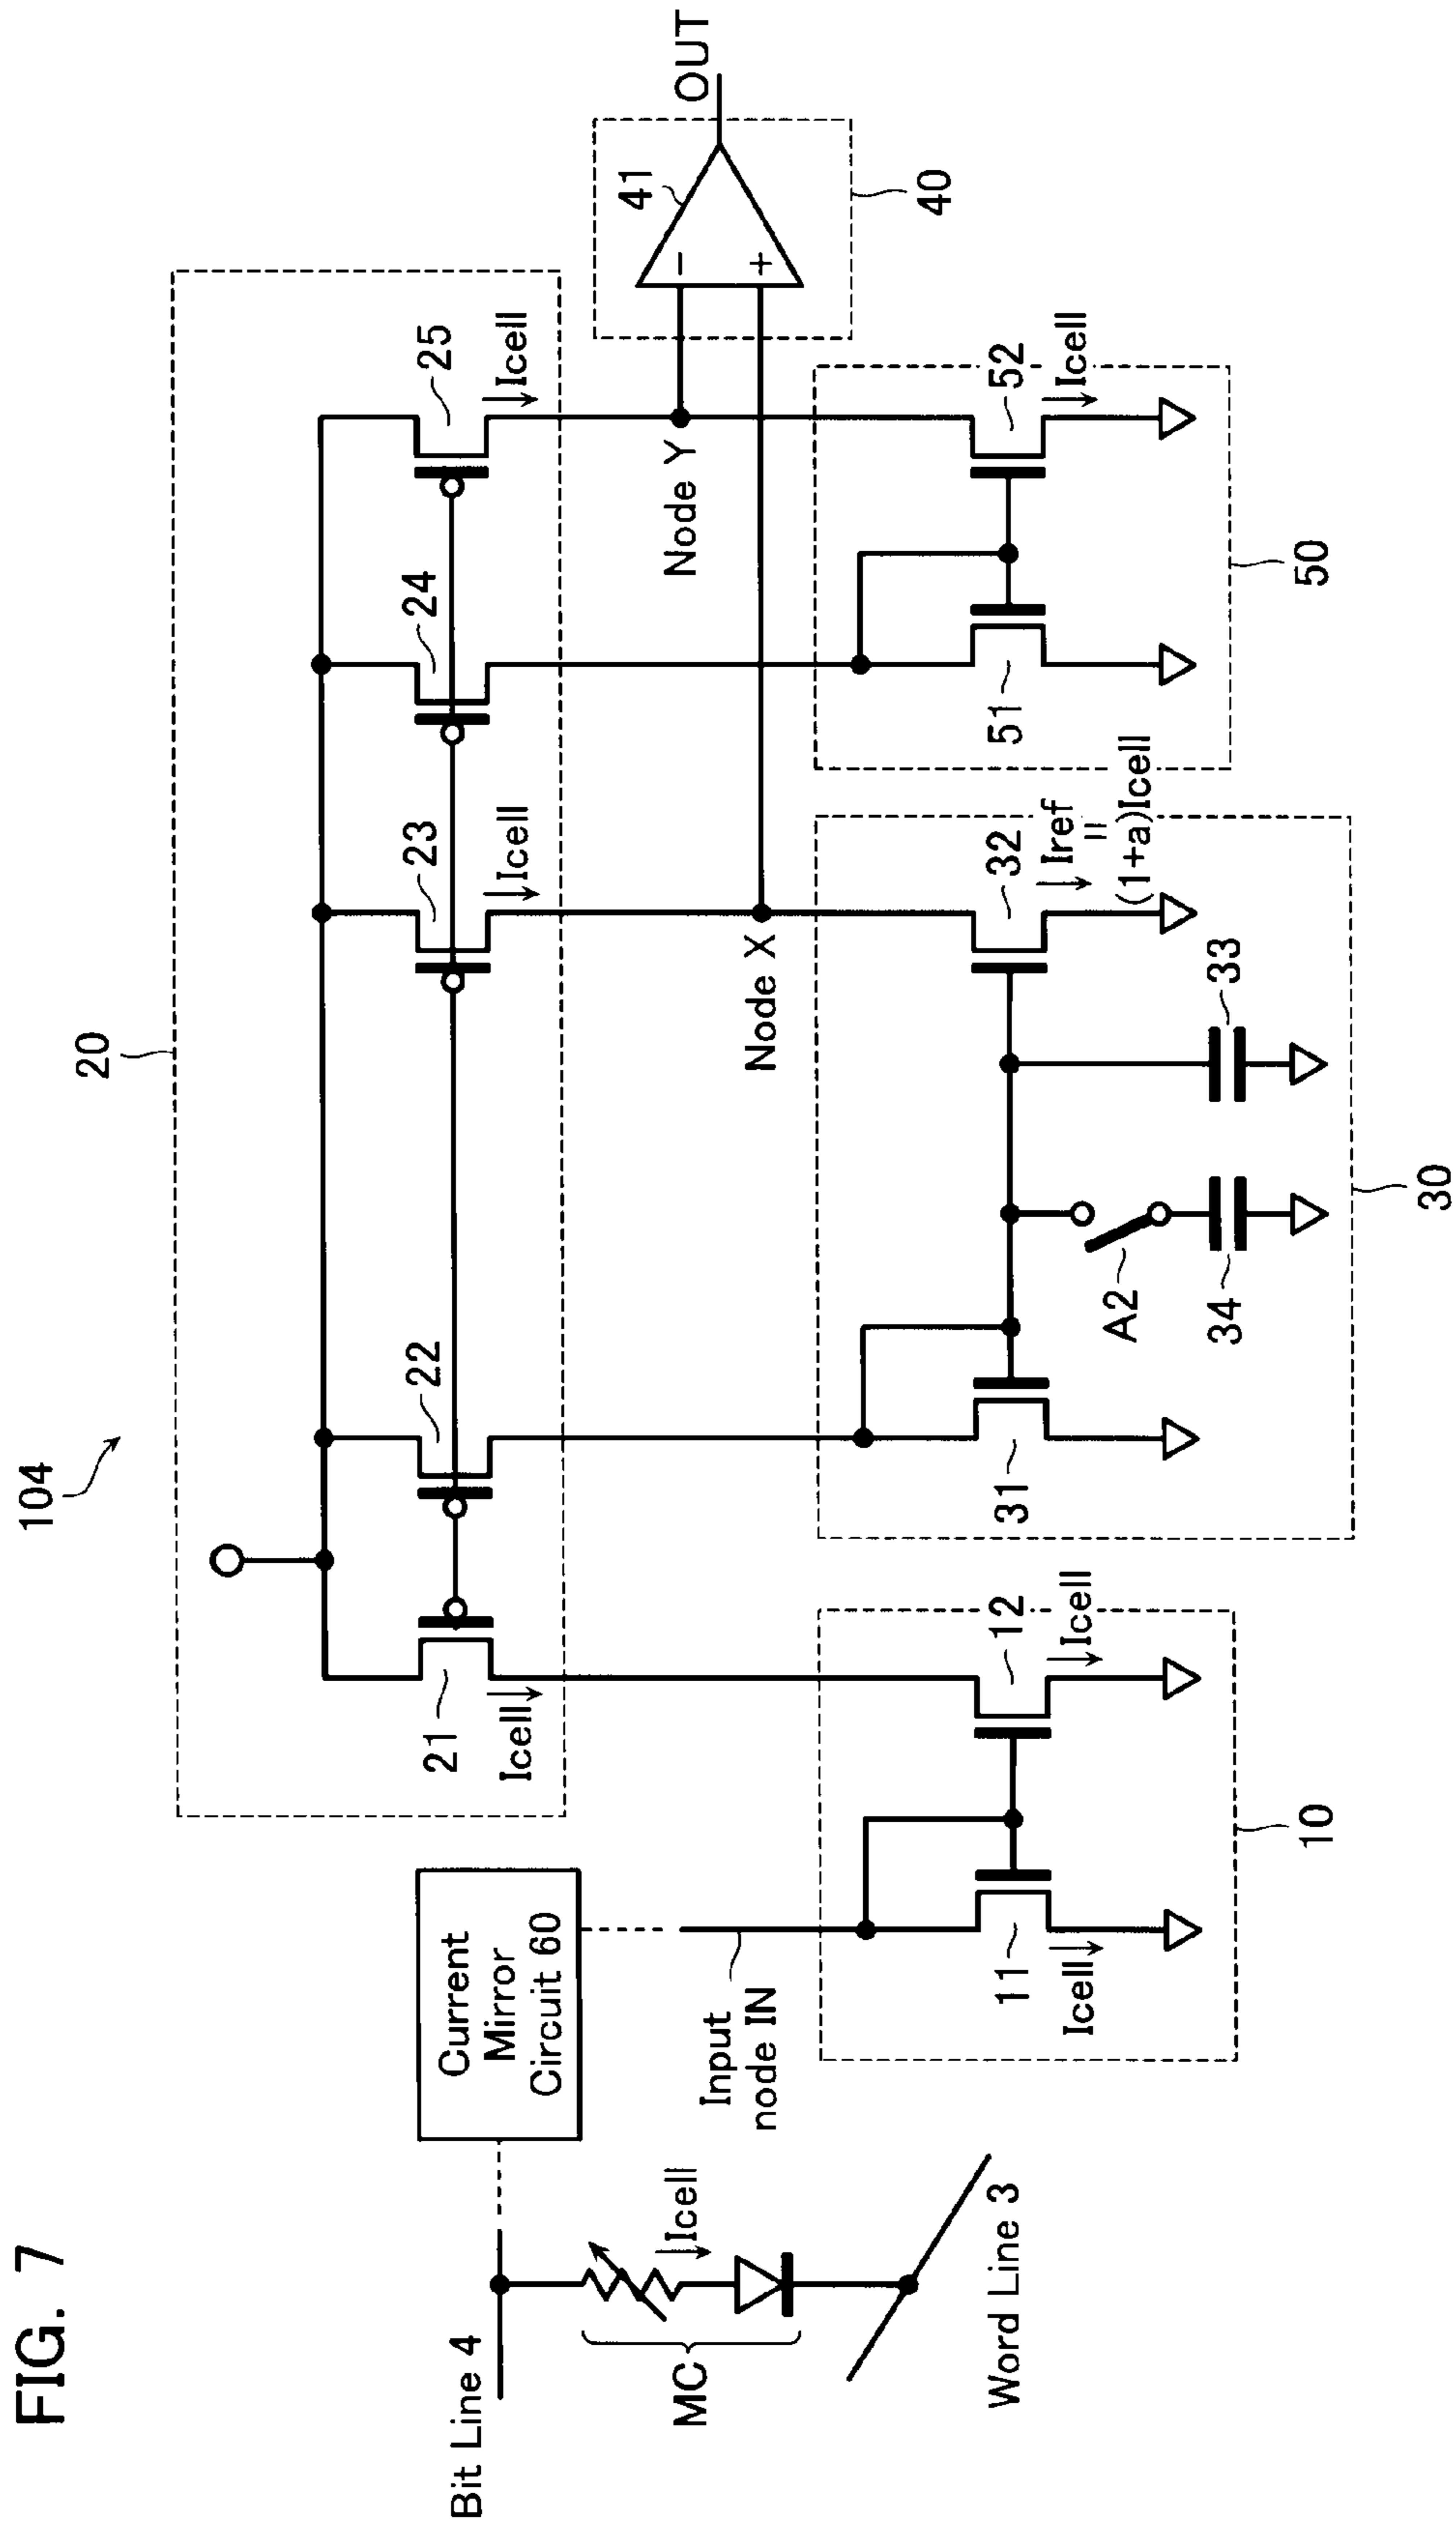 FIG. 7
104
20
21
22
23
24
25
Icell
Icell
Icell
Bit Line 4
Current
Mirror
Circuit 60
MC
Icell
Word Line 3
Input
node IN
Node X
Node Y
41
−
+
OUT
40
11
12
Icell
Icell
10
31
32
Iref
=
(1+a)Icell
A2
34
33
30
51
52
Icell
50